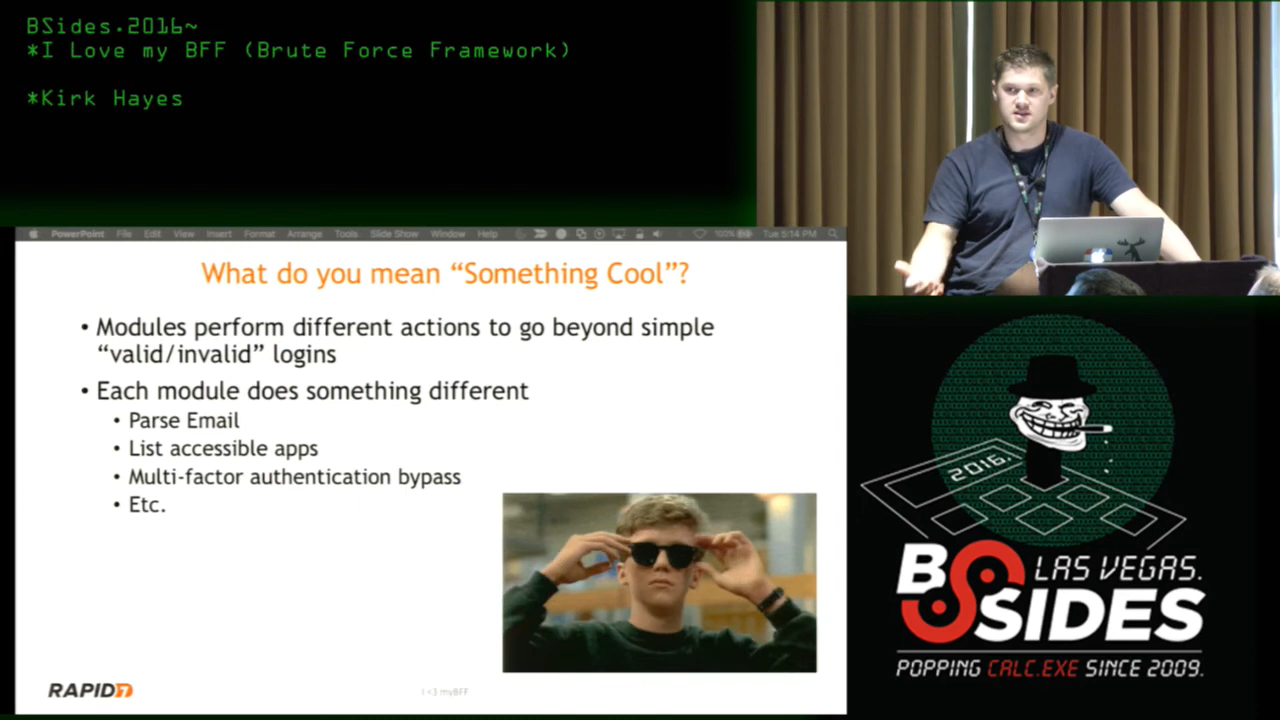 BSides.2016~
*I Love my BFF (Brute Force Framework)
*Kirk Hayes
PowerPoint File Edit View Insert Format Arrange Tools Slide Show Window Help 100% Tue 5:14 PM
What do you mean “Something Cool”?
• Modules perform different actions to go beyond simple
“valid/invalid” logins
• Each module does something different
• Parse Email
• List accessible apps
• Multi-factor authentication bypass
• Etc.
RAPID7
I <3 myBFF
2016.
BSIDES
LAS VEGAS.
POPPING CALC.EXE SINCE 2009.